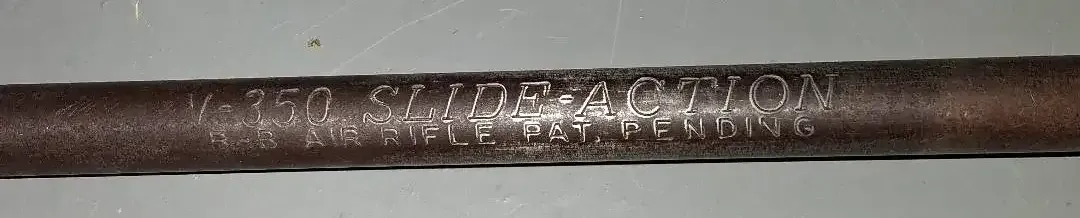 V-350 SLIDE-ACTION
B-B AIR RIFLE PAT. PENDING